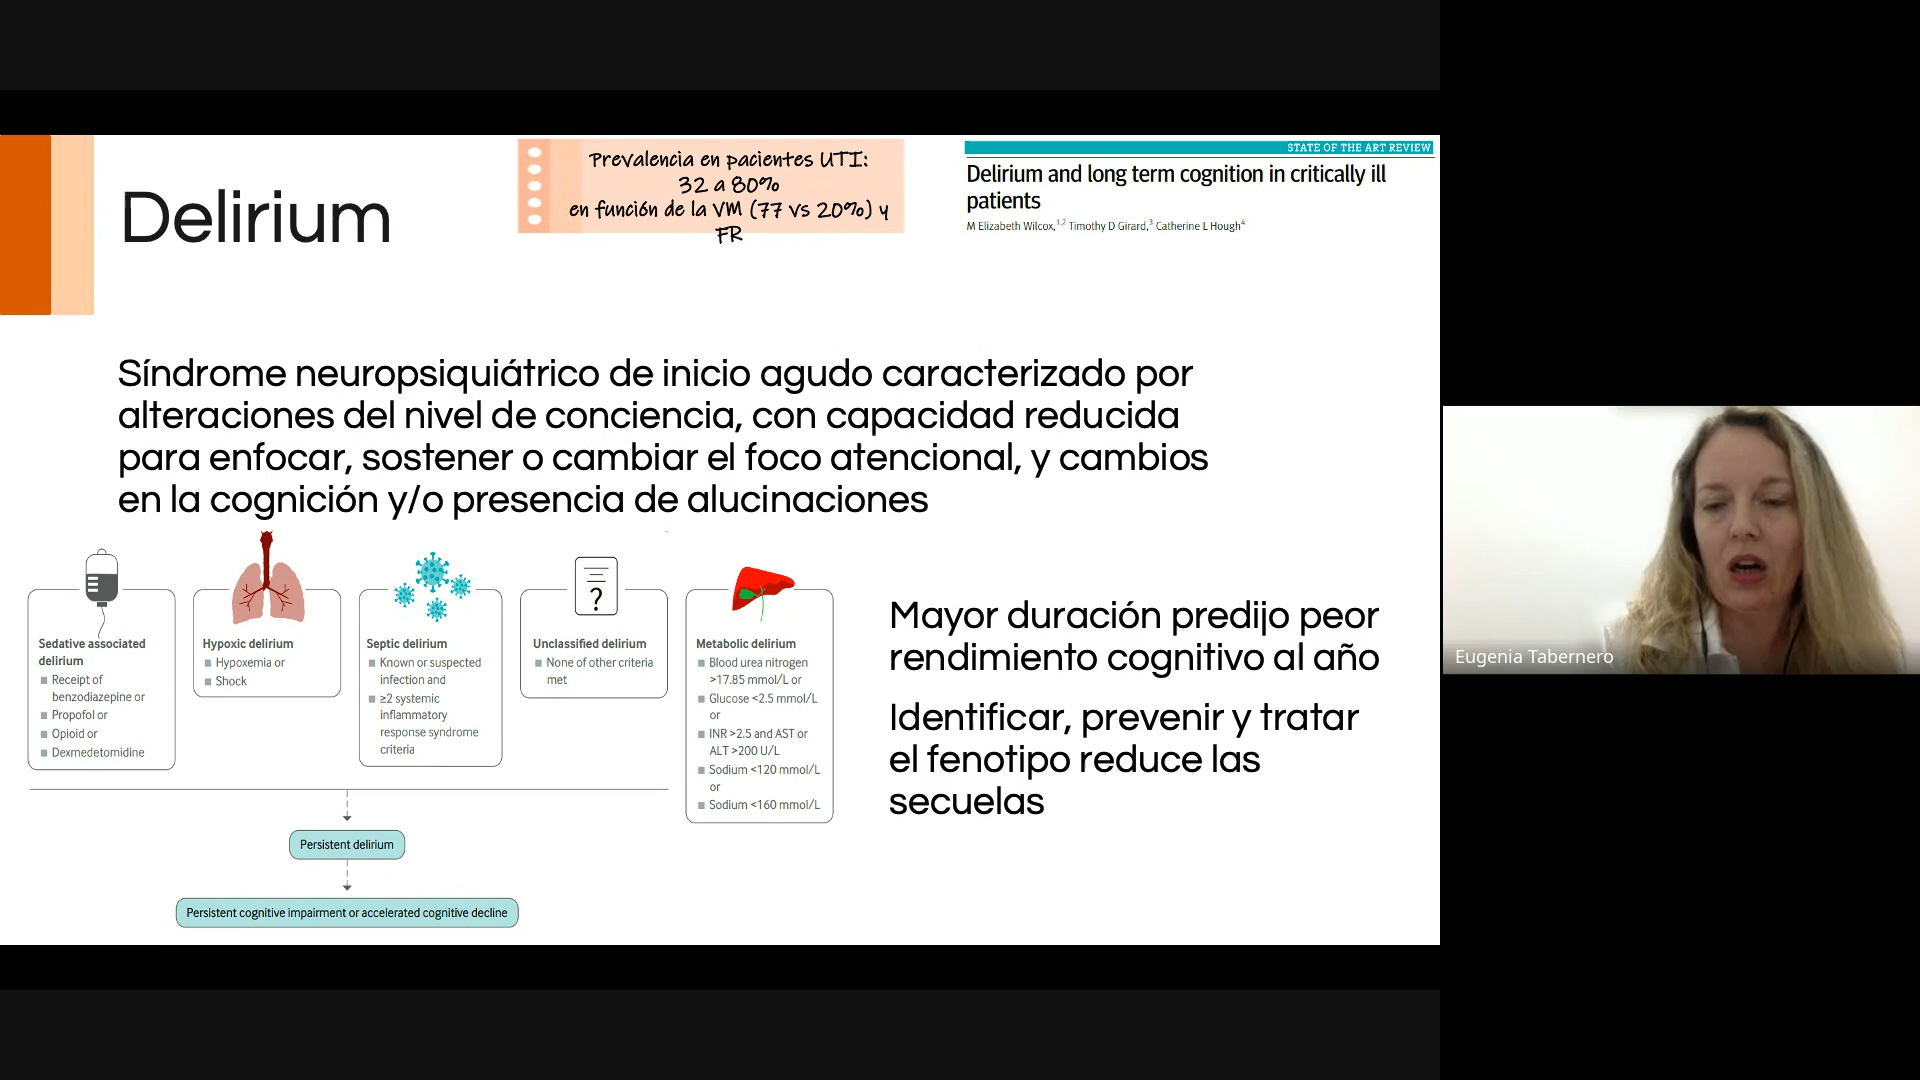 Delirium
Prevalencia en pacientes UTI:
32 a 80%
en función de la VM (77 vs 20%) y
FR
STATE OF THE ART REVIEW
Delirium and long term cognition in critically ill
patients
M Elizabeth Wilcox,1,2 Timothy D Girard,3 Catherine L Hough4
Síndrome neuropsiquiátrico de inicio agudo caracterizado por
alteraciones del nivel de conciencia, con capacidad reducida
para enfocar, sostener o cambiar el foco atencional, y cambios
en la cognición y/o presencia de alucinaciones
Sedative associated
delirium
Receipt of
benzodiazepine or
Propofol or
Opioid or
Dexmedetomidine
Hypoxic delirium
Hypoxemia or
Shock
Septic delirium
Known or suspected
infection and
≥2 systemic
inflammatory
response syndrome
criteria
?
Unclassified delirium
None of other criteria
met
Metabolic delirium
Blood urea nitrogen
>17.85 mmol/L or
Glucose <2.5 mmol/L
or
INR >2.5 and AST or
ALT >200 U/L
Sodium <120 mmol/L
or
Sodium <160 mmol/L
Persistent delirium
Persistent cognitive impairment or accelerated cognitive decline
Mayor duración predijo peor
rendimiento cognitivo al año
Identificar, prevenir y tratar
el fenotipo reduce las
secuelas
Eugenia Tabernero